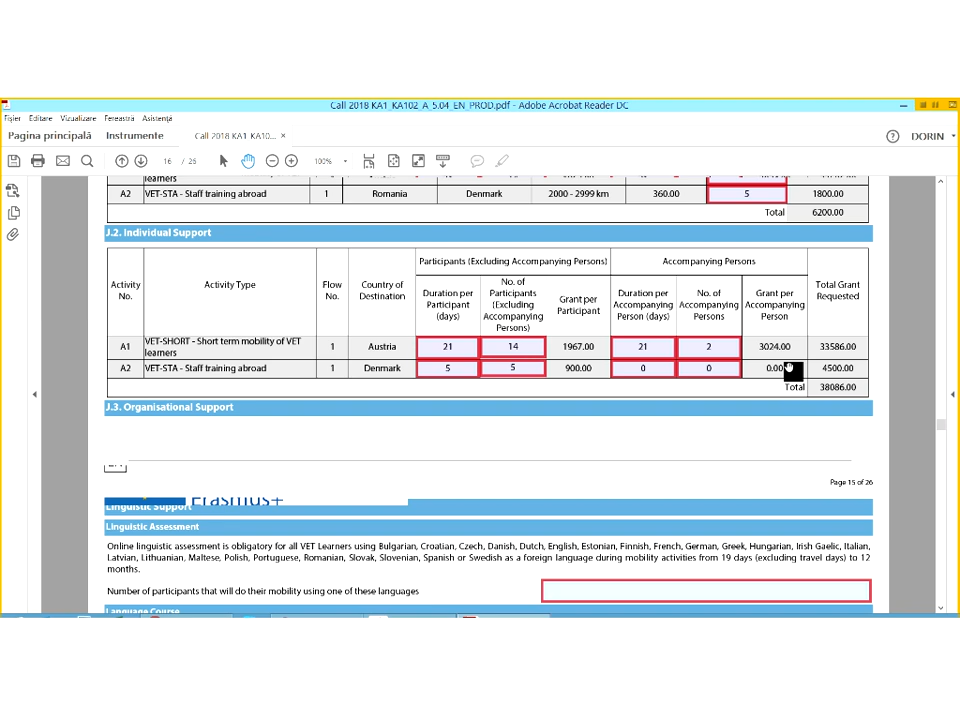 Call 2018 KA1_KA102_A_5.04_EN_PROD.pdf - Adobe Acrobat Reader DC
Fișier Editare Vizualizare Fereastră Asistență
Pagina principală Instrumente Call 2018 KA1_KA10... ×
DORIN
16 / 26 100%
learners
A2 VET-STA - Staff training abroad 1 Romania Denmark 2000 - 2999 km 360.00 5 1800.00
Total 6200.00
J.2. Individual Support
Participants (Excluding Accompanying Persons) Accompanying Persons
Activity No. Activity Type Flow No. Country of Destination Duration per Participant (days) No. of Participants (Excluding Accompanying Persons) Grant per Participant Duration per Accompanying Person (days) No. of Accompanying Persons Grant per Accompanying Person Total Grant Requested
A1 VET-SHORT - Short term mobility of VET learners 1 Austria 21 14 1967.00 21 2 3024.00 33586.00
A2 VET-STA - Staff training abroad 1 Denmark 5 5 900.00 0 0 0.00 4500.00
Total 38086.00
J.3. Organisational Support
EN
Page 15 of 26
Erasmus+
Linguistic Support
Linguistic Assessment
Online linguistic assessment is obligatory for all VET Learners using Bulgarian, Croatian, Czech, Danish, Dutch, English, Estonian, Finnish, French, German, Greek, Hungarian, Irish Gaelic, Italian,
Latvian, Lithuanian, Maltese, Polish, Portuguese, Romanian, Slovak, Slovenian, Spanish or Swedish as a foreign language during mobility activities from 19 days (excluding travel days) to 12
months.
Number of participants that will do their mobility using one of these languages
Language Course